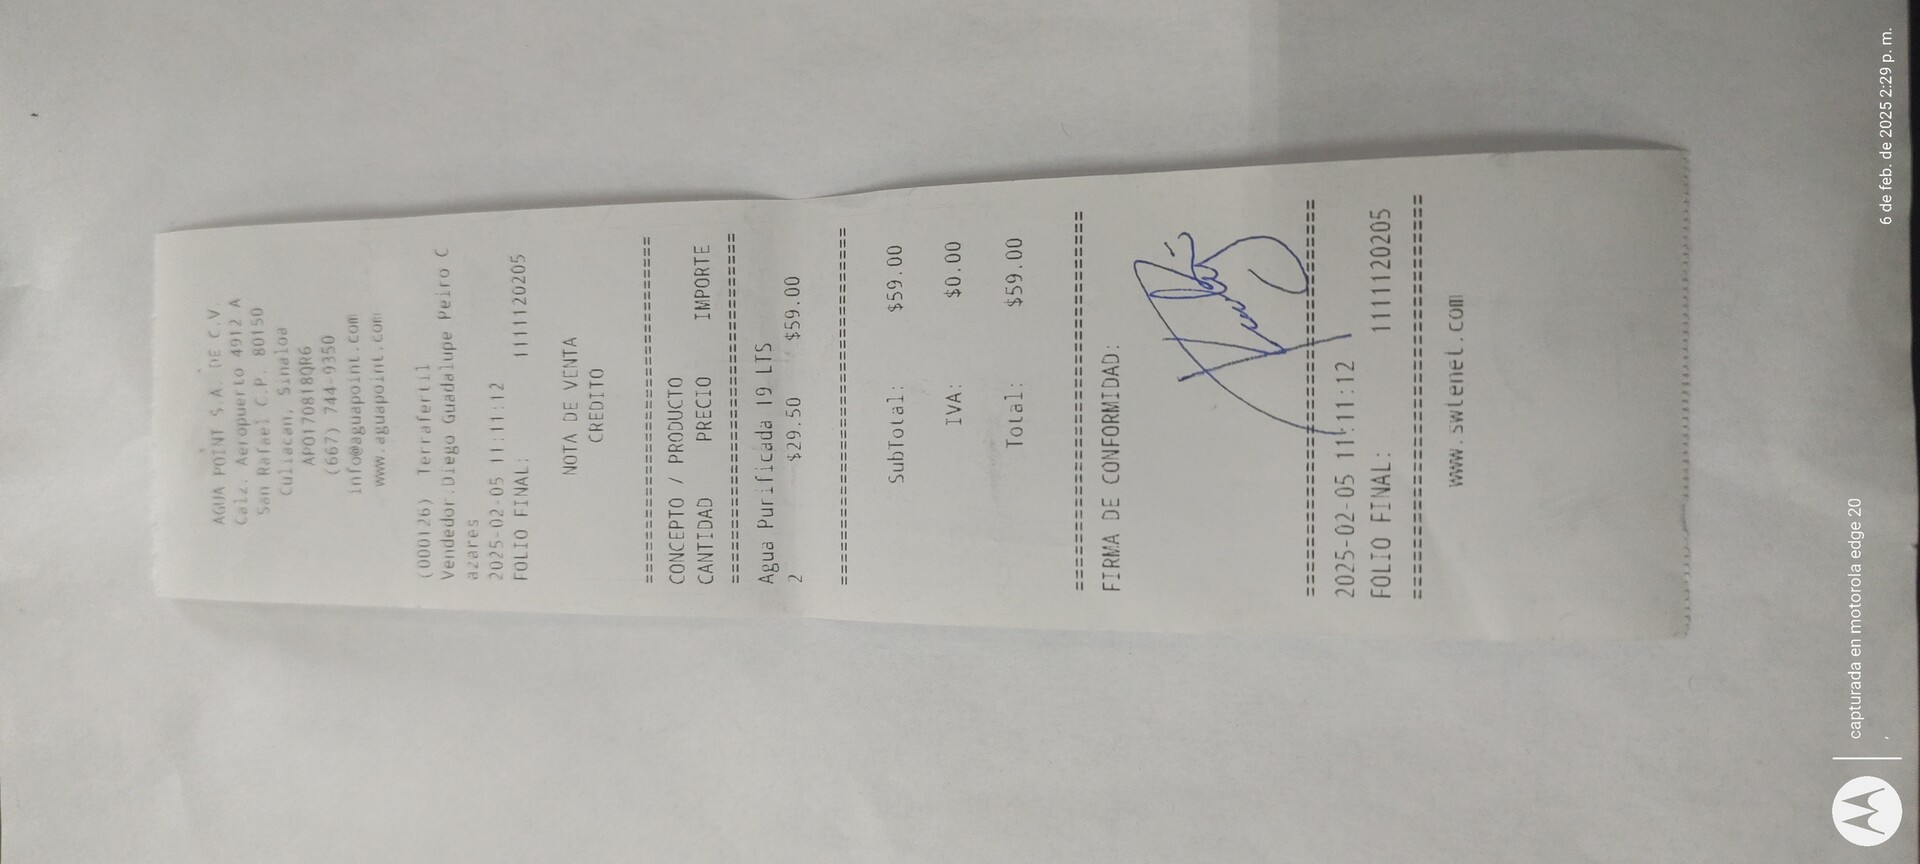 AGUA POINT S.A. DE C.V.
Calz. Aeropuerto 4912 A
San Rafael C.P. 80150
Culiacan, Sinaloa
APO170818QR6
(667) 744-9350
info@aguapoint.com
www.aguapoint.com
(000126) Terrafertil
Vendedor:Diego Guadalupe Peiro C
azares
2025-02-05 11:11:12
FOLIO FINAL: 1111120205
NOTA DE VENTA
CREDITO
================================
CONCEPTO / PRODUCTO
CANTIDAD PRECIO IMPORTE
================================
Agua Purificada 19 LTS
2 $29.50 $59.00
================================
SubTotal: $59.00
IVA: $0.00
Total: $59.00
================================
FIRMA DE CONFORMIDAD:
================================
2025-02-05 11:11:12
FOLIO FINAL: 1111120205
================================
www.swlenel.com
capturada en motorola edge 20
,
6 de feb. de 2025 2:29 p. m.